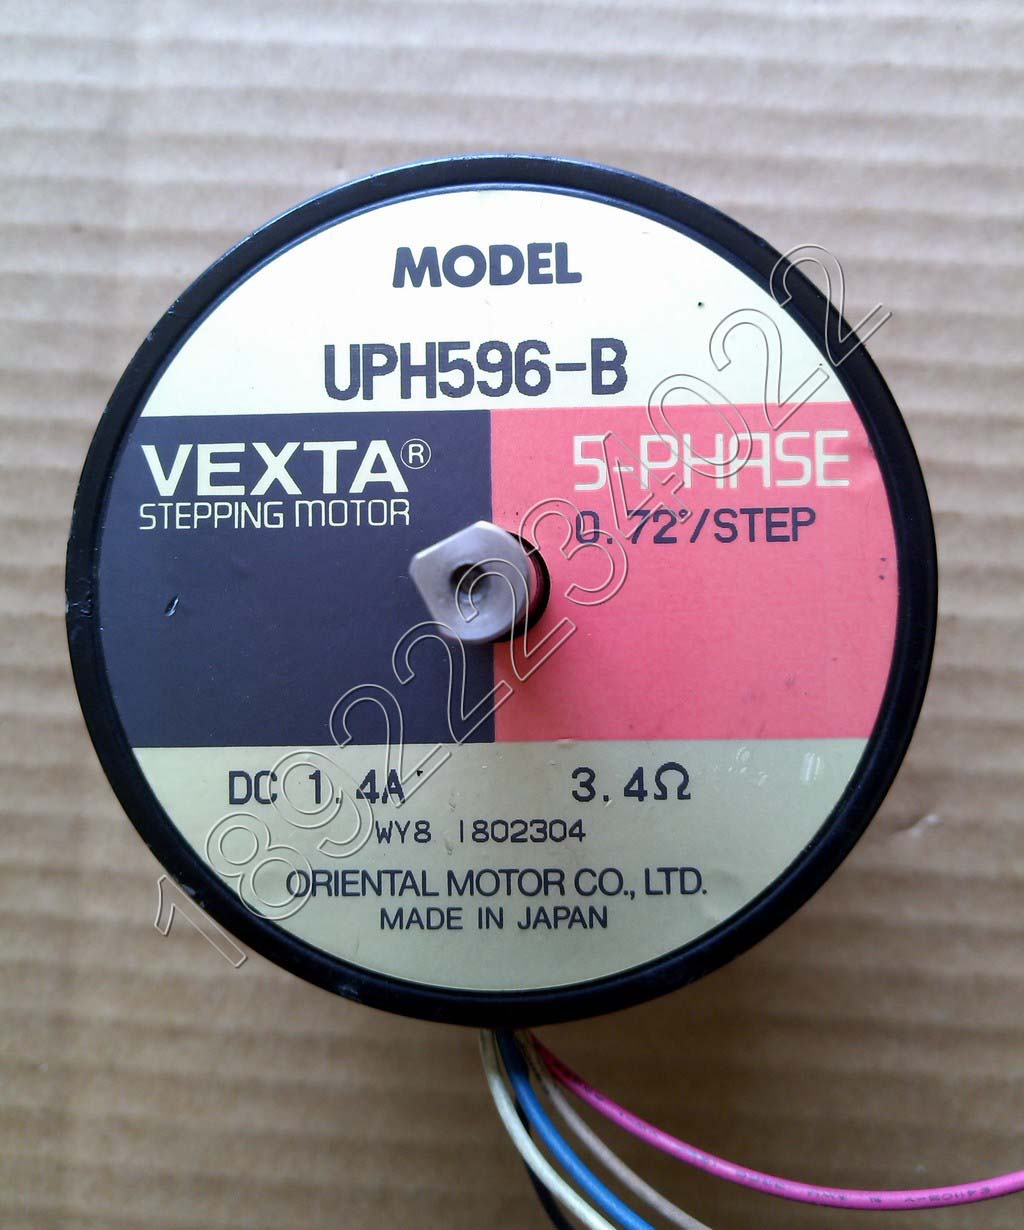 MODEL
UPH596-B
VEXTA®
STEPPING MOTOR
5-PHASE
0.72°/STEP
DC 1.4A
3.4Ω
WY8 1802304
ORIENTAL MOTOR CO., LTD.
MADE IN JAPAN
18922234022